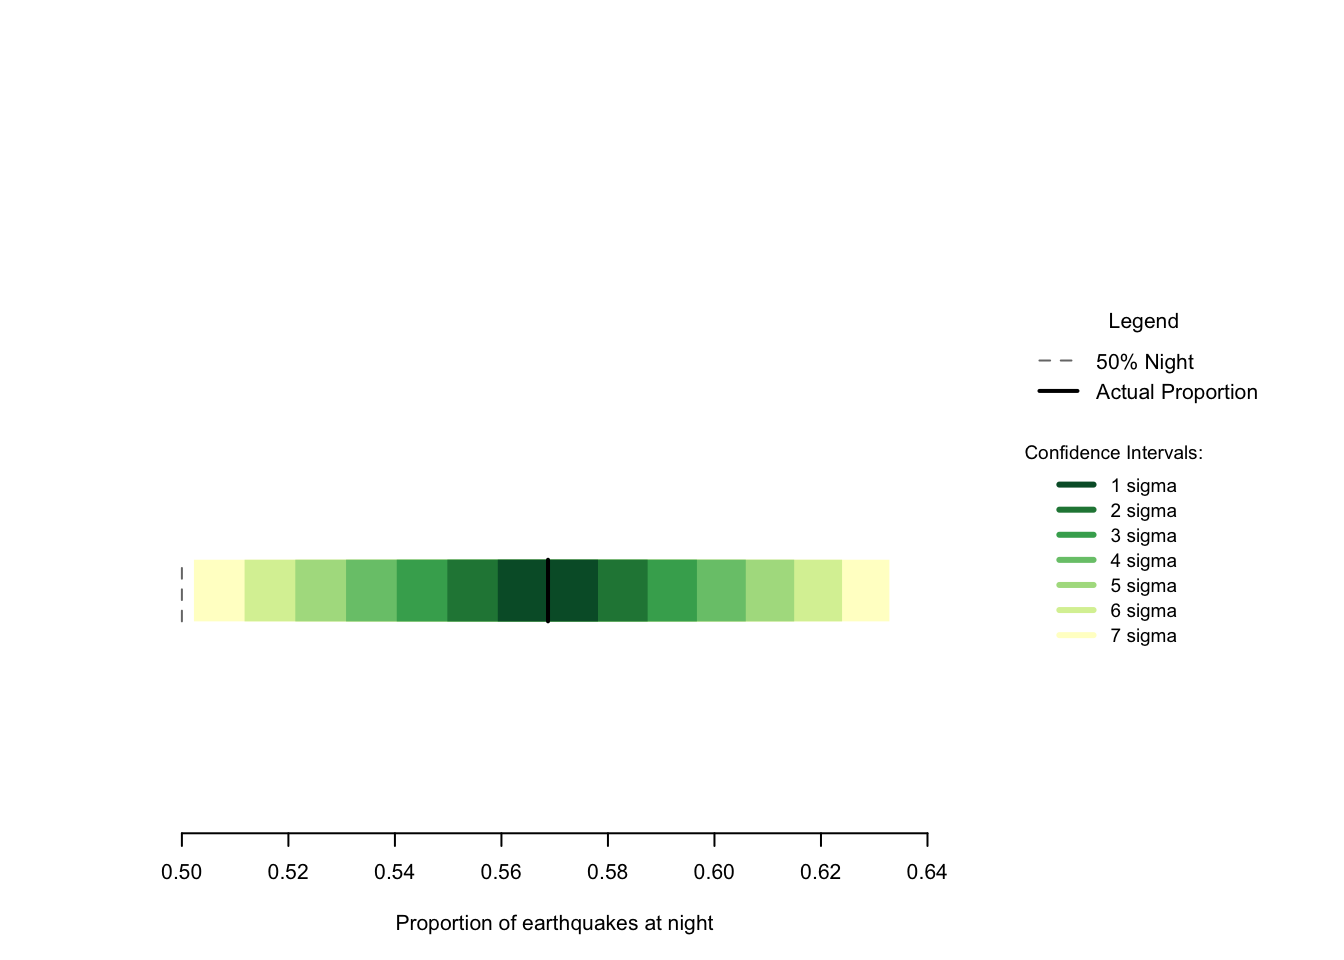 Legend
50% Night
Actual Proportion
Confidence Intervals:
1 sigma
2 sigma
3 sigma
4 sigma
5 sigma
6 sigma
7 sigma
0.50 0.52 0.54 0.56 0.58 0.60 0.62 0.64
Proportion of earthquakes at night